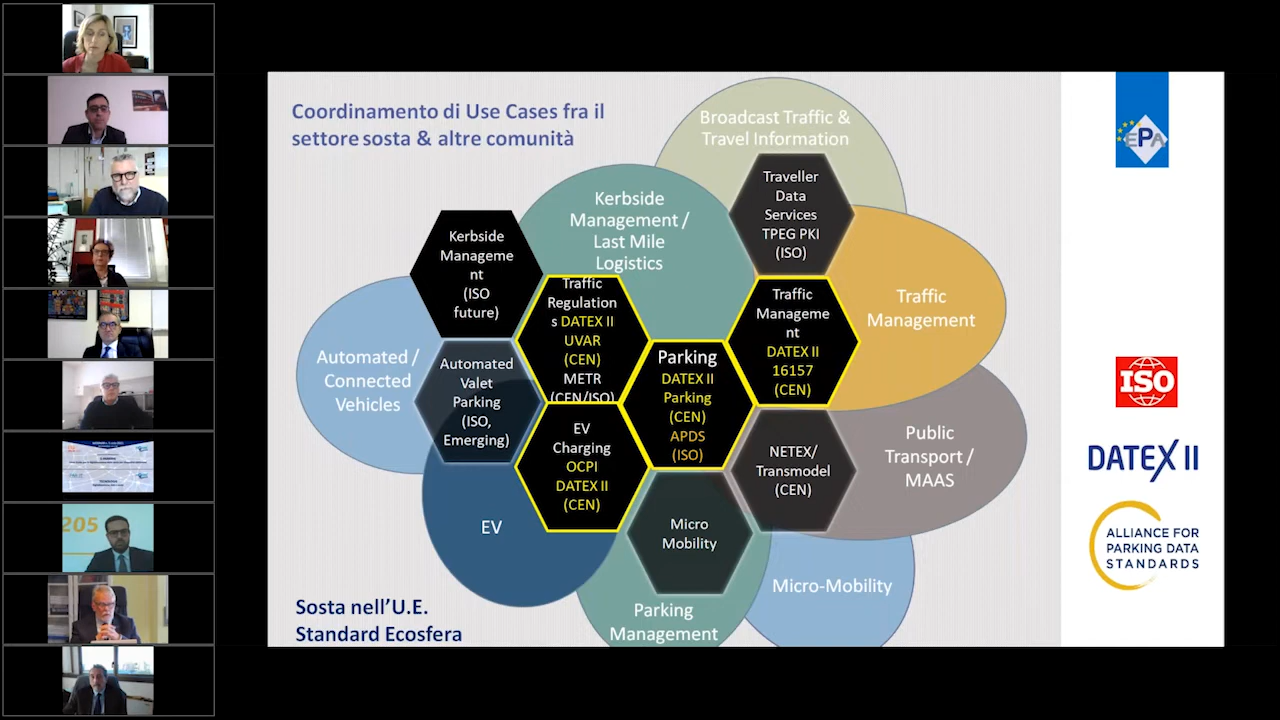 Coordinamento di Use Cases fra il
settore sosta & altre comunità
Broadcast Traffic &
Travel Information
Traveller
Data
Services
TPEG PKI
(ISO)
Kerbside
Management /
Last Mile
Logistics
Kerbside
Manageme
nt
(ISO
future)
Traffic
Regulation
s DATEX II
UVAR
(CEN)
METR
(CEN/ISO)
Traffic
Manageme
nt
DATEX II
16157
(CEN)
Traffic
Management
Automated /
Connected
Vehicles
Automated
Valet
Parking
(ISO,
Emerging)
Parking
DATEX II
Parking
(CEN)
APDS
(ISO)
EV
Charging
OCPI
DATEX II
(CEN)
NETEX/
Transmodel
(CEN)
Public
Transport /
MAAS
EV
Micro
Mobility
Micro-Mobility
Parking
Management
Sosta nell'U.E.
Standard Ecosfera
EPA
ISO
DATEX II
ALLIANCE FOR
PARKING DATA
STANDARDS
205